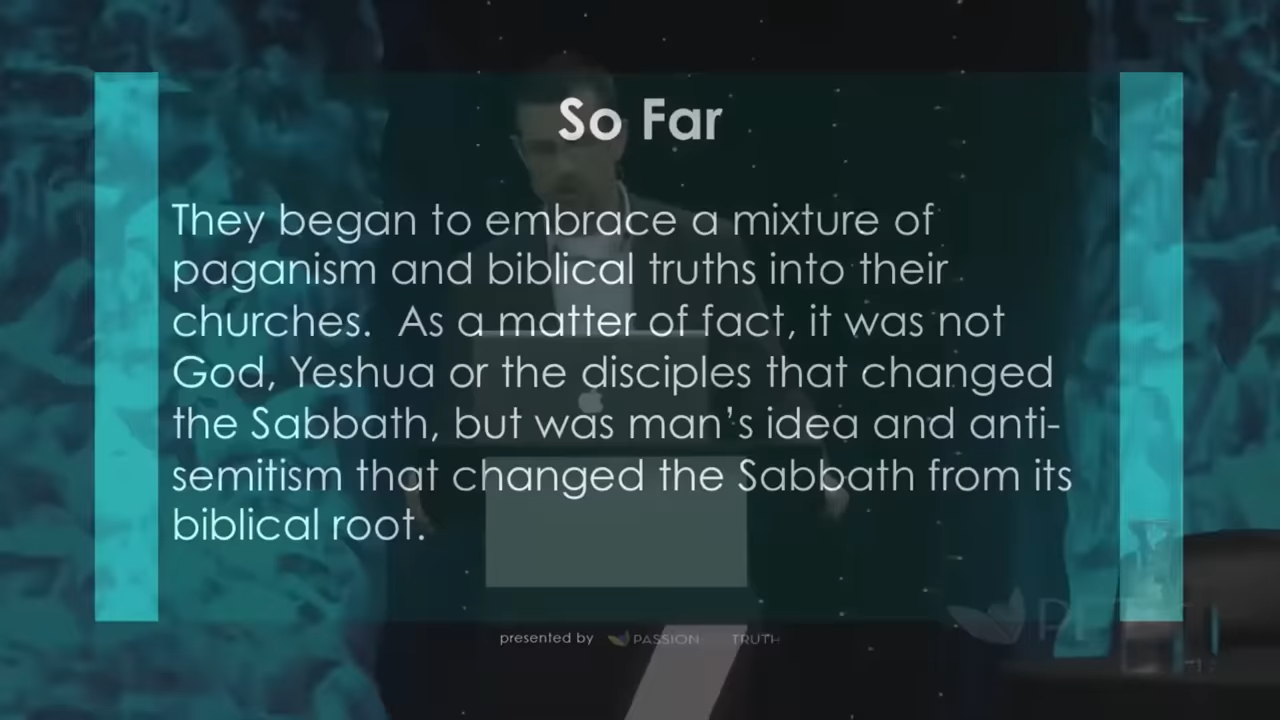 So Far
They began to embrace a mixture of
paganism and biblical truths into their
churches.  As a matter of fact, it was not
God, Yeshua or the disciples that changed
the Sabbath, but was man's idea and anti-
semitism that changed the Sabbath from its
biblical root.
presented by PASSION TRUTH